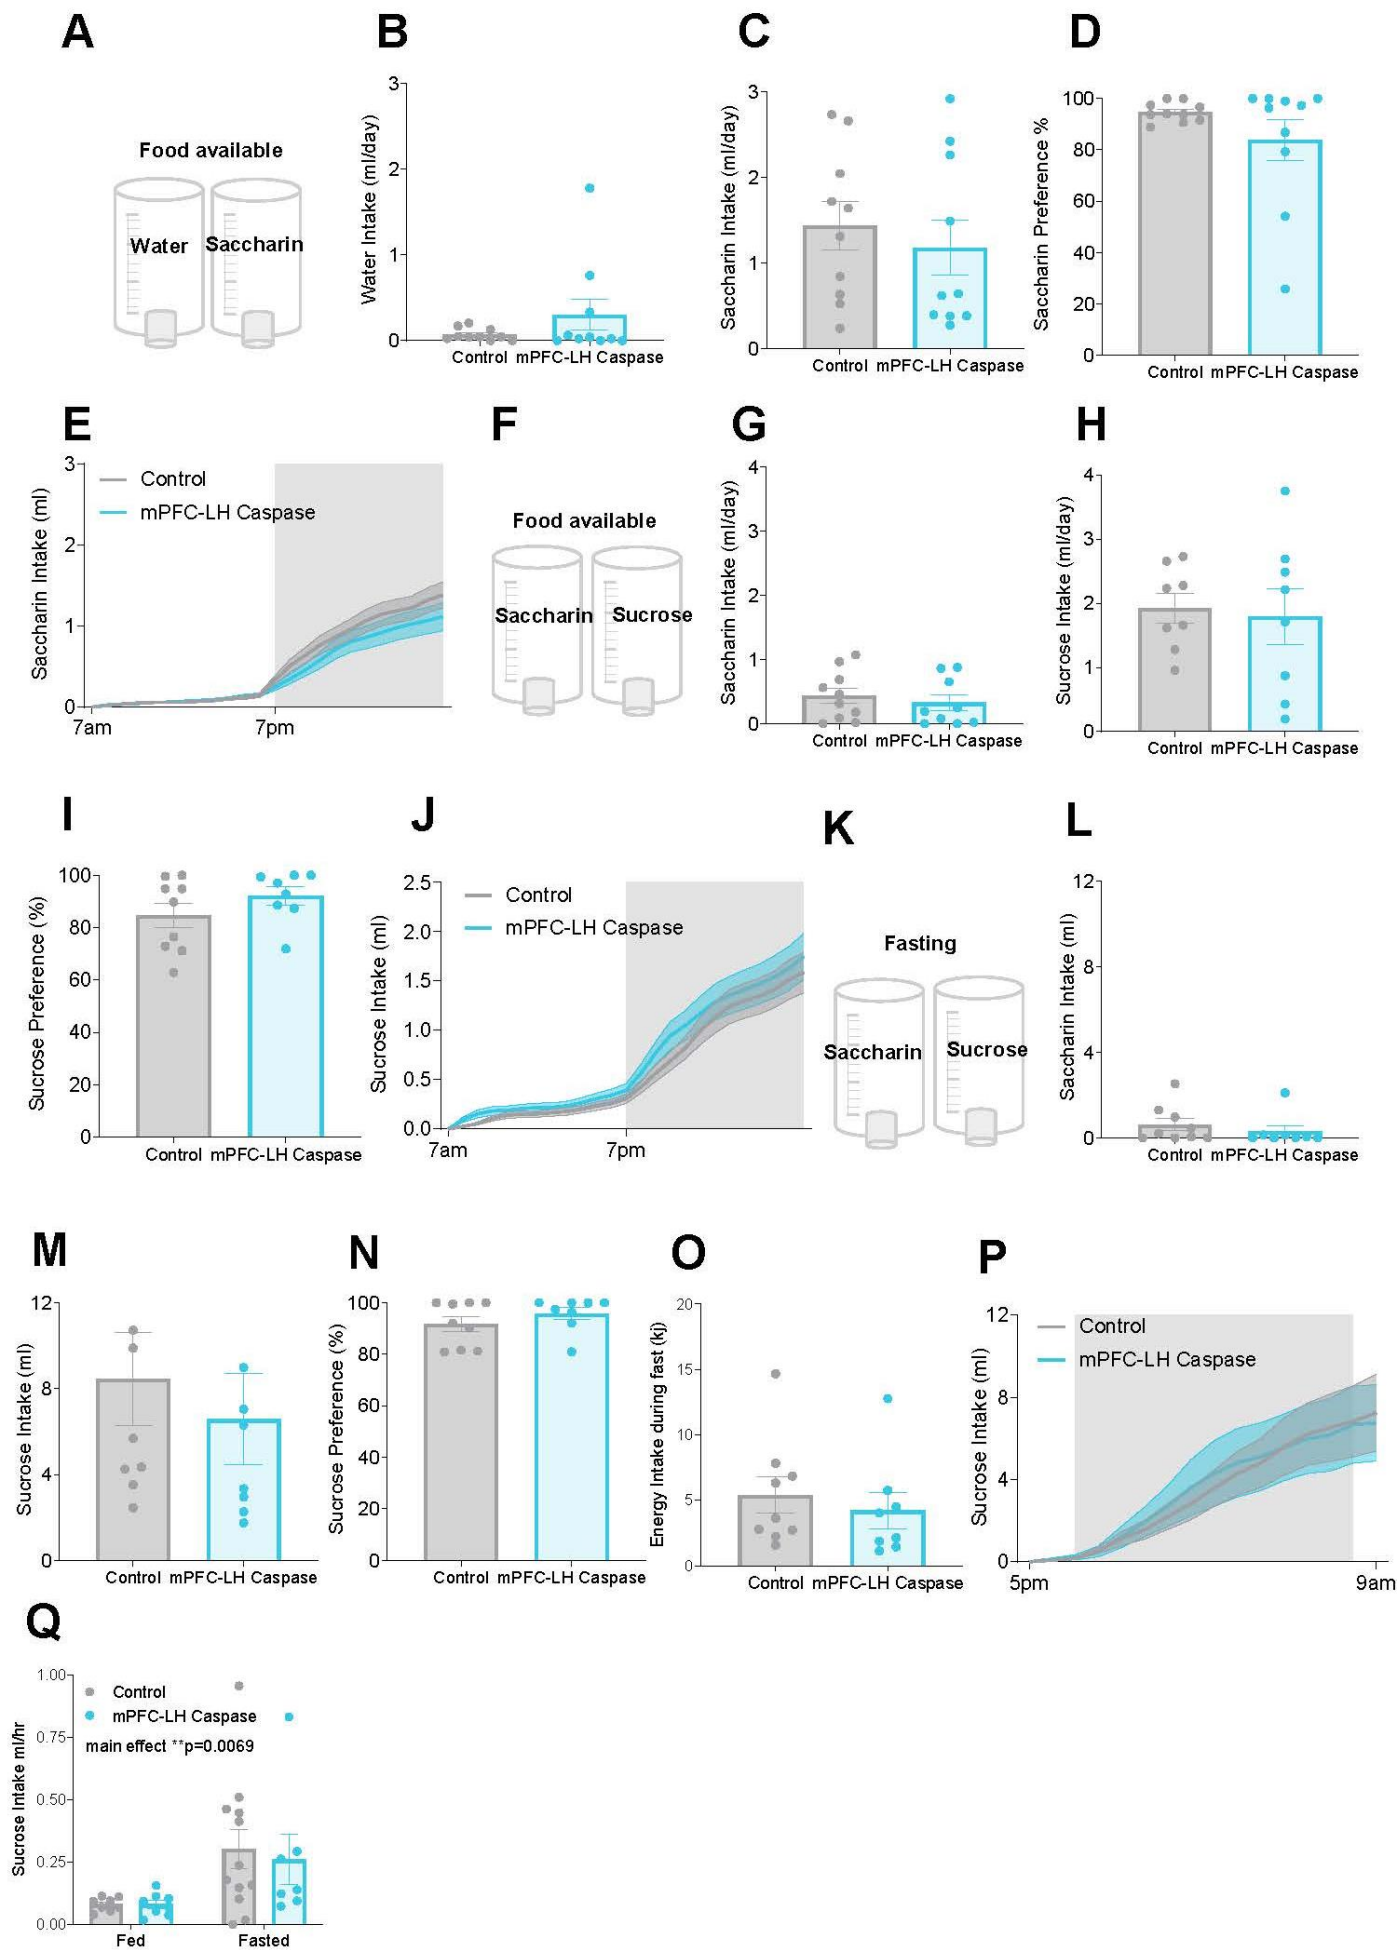 A
Food available
Water
Saccharin
B
Water Intake (ml/day)
3
2
1
0
Control
mPFC-LH Caspase
C
Saccharin Intake (ml/day)
3
2
1
0
Control
mPFC-LH Caspase
D
Saccharin Preference %
100
80
60
40
20
0
Control
mPFC-LH Caspase
E
Saccharin Intake (ml)
3
2
1
0
Control
mPFC-LH Caspase
7am
7pm
F
Food available
Saccharin
Sucrose
G
Saccharin Intake (ml/day)
4
3
2
1
0
Control
mPFC-LH Caspase
H
Sucrose Intake (ml/day)
4
3
2
1
0
Control
mPFC-LH Caspase
I
Sucrose Preference (%)
100
80
60
40
20
0
Control
mPFC-LH Caspase
J
Sucrose Intake (ml)
2.5
2.0
1.5
1.0
0.5
0.0
Control
mPFC-LH Caspase
7am
7pm
K
Fasting
Saccharin
Sucrose
L
Saccharin Intake (ml)
12
8
4
0
Control
mPFC-LH Caspase
M
Sucrose Intake (ml)
12
8
4
0
Control
mPFC-LH Caspase
N
Sucrose Preference (%)
100
80
60
40
20
0
Control
mPFC-LH Caspase
O
Energy Intake during fast (kj)
20
15
10
5
0
Control
mPFC-LH Caspase
P
Sucrose Intake (ml)
12
8
4
0
Control
mPFC-LH Caspase
5pm
9am
Q
Sucrose Intake ml/hr
1.00
0.75
0.50
0.25
0.00
Control
mPFC-LH Caspase
main effect **p=0.0069
Fed
Fasted